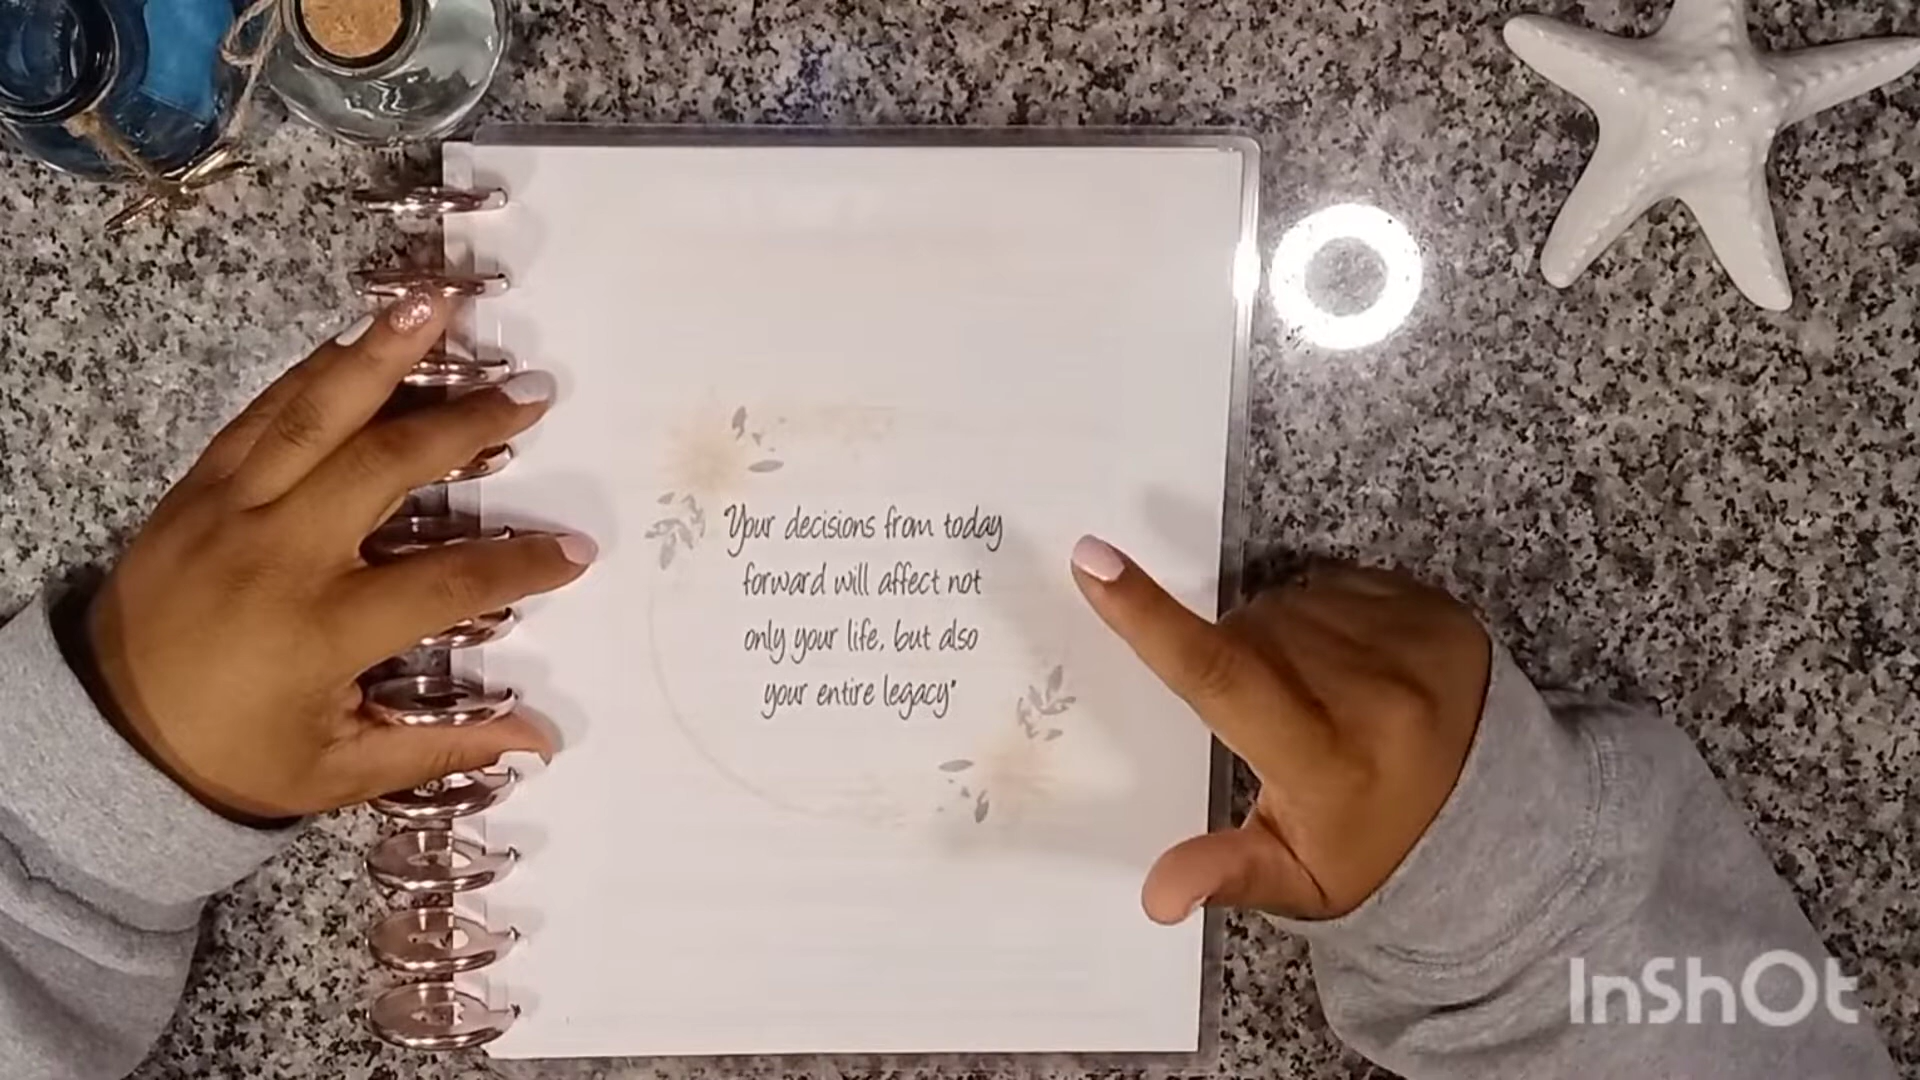 Your decisions from today
forward will affect not
only your life, but also
your entire legacy"
InShOt